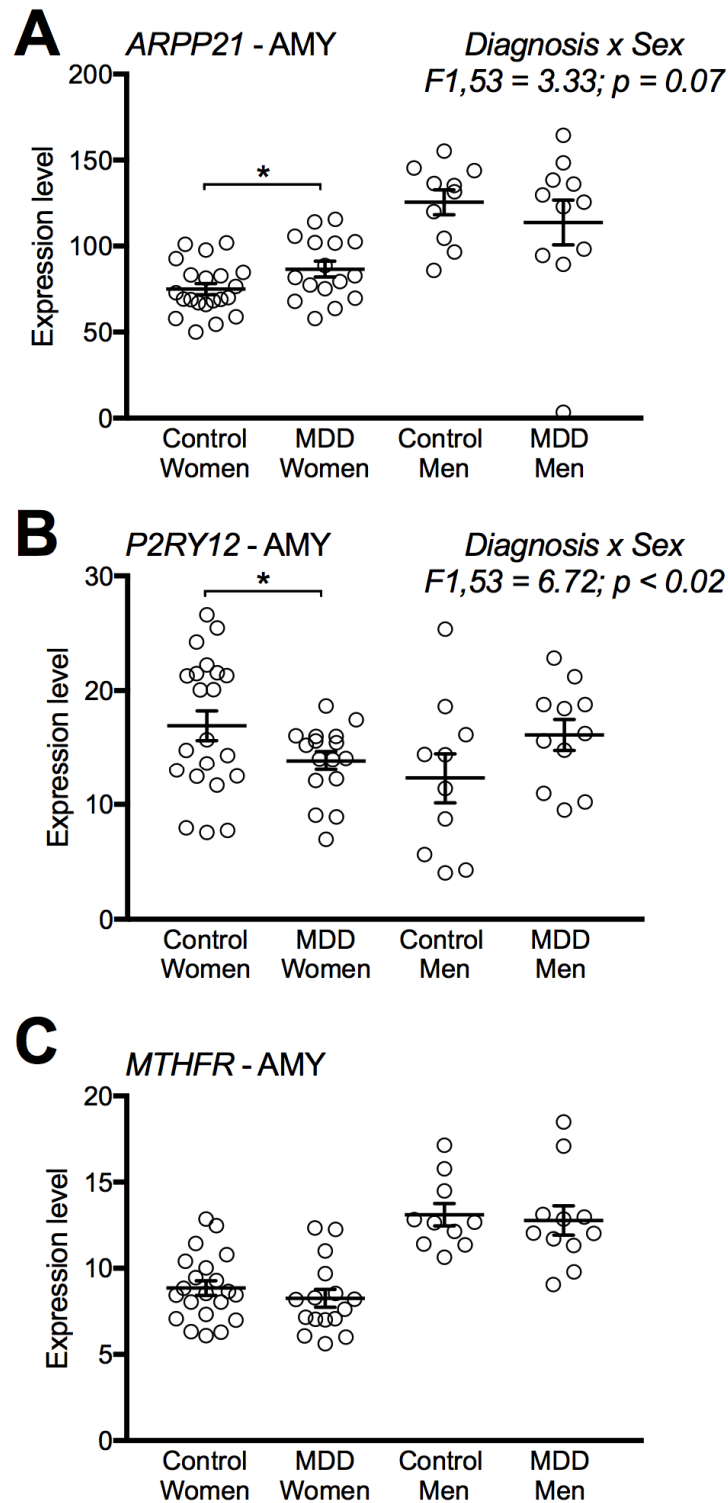 A
ARPP21 - AMY
Diagnosis x Sex
F1,53 = 3.33; p = 0.07
200
150
100
50
0
Expression level
*
Control Women
MDD Women
Control Men
MDD Men
B
P2RY12 - AMY
Diagnosis x Sex
F1,53 = 6.72; p < 0.02
30
20
10
0
Expression level
*
Control Women
MDD Women
Control Men
MDD Men
C
MTHFR - AMY
20
15
10
5
0
Expression level
Control Women
MDD Women
Control Men
MDD Men